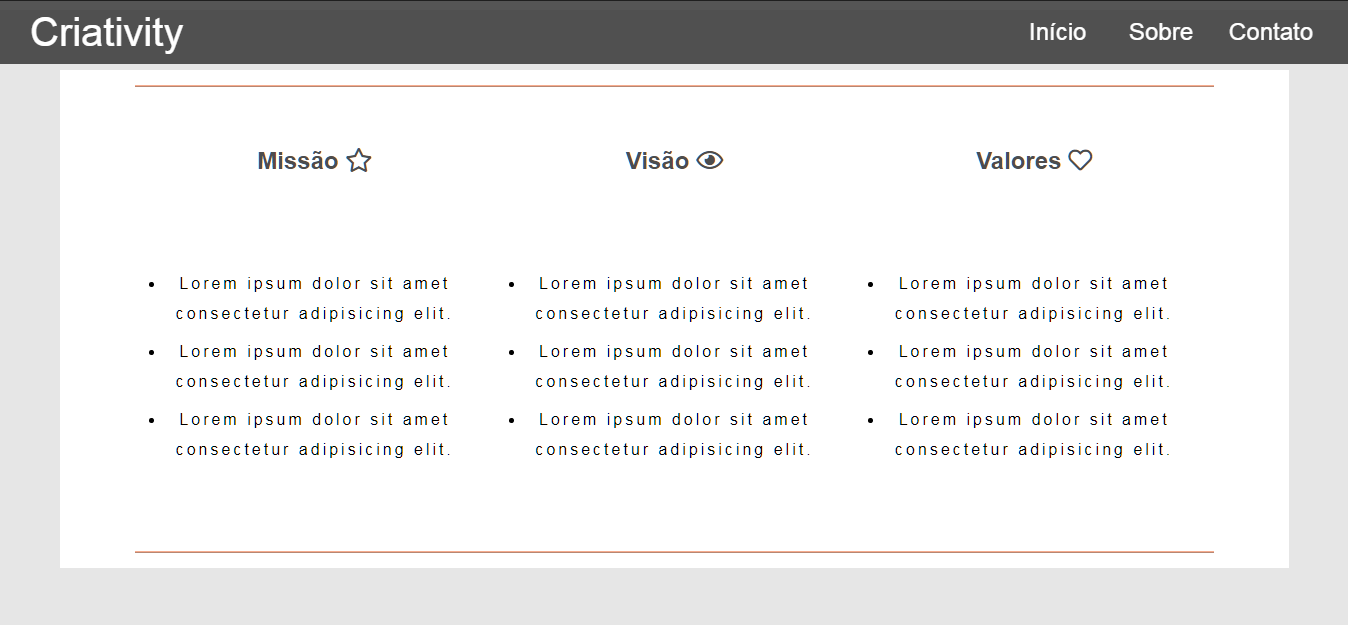 Criativity
Início Sobre Contato
Missão
Lorem ipsum dolor sit amet
consectetur adipisicing elit.
Lorem ipsum dolor sit amet
consectetur adipisicing elit.
Lorem ipsum dolor sit amet
consectetur adipisicing elit.
Visão
Lorem ipsum dolor sit amet
consectetur adipisicing elit.
Lorem ipsum dolor sit amet
consectetur adipisicing elit.
Lorem ipsum dolor sit amet
consectetur adipisicing elit.
Valores
Lorem ipsum dolor sit amet
consectetur adipisicing elit.
Lorem ipsum dolor sit amet
consectetur adipisicing elit.
Lorem ipsum dolor sit amet
consectetur adipisicing elit.